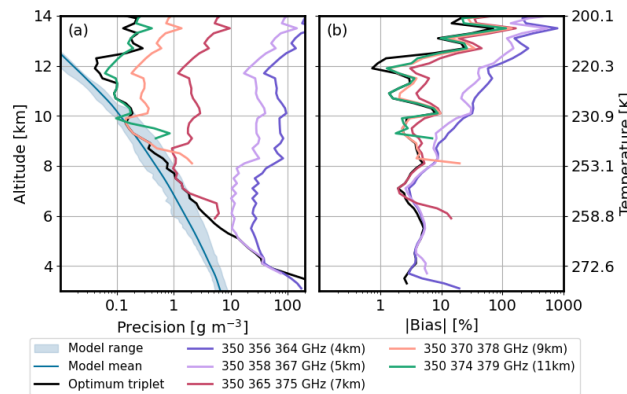 (a)
(b)
14
12
10
8
6
4
Altitude [km]
0.1 1 10 100
Precision [g m⁻³]
1 10 100 1000
|Bias| [%]
200.1
220.3
230.9
253.1
258.8
272.6
Temperature [K]
Model range
Model mean
Optimum triplet
350 356 364 GHz (4km)
350 358 367 GHz (5km)
350 365 375 GHz (7km)
350 370 378 GHz (9km)
350 374 379 GHz (11km)